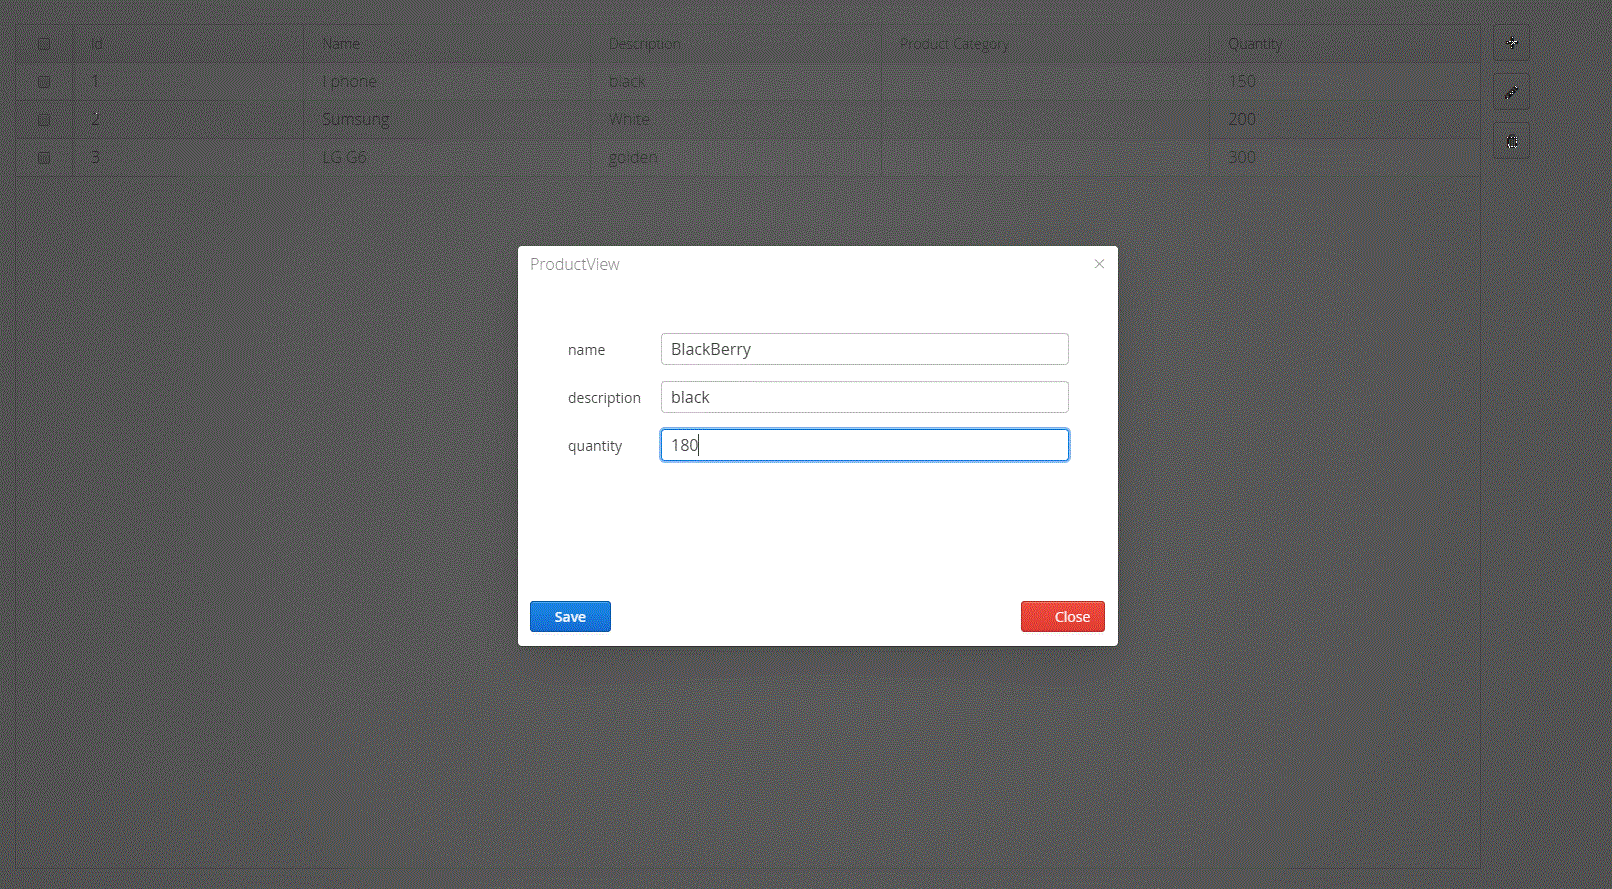 Id Name Description Product Category Quantity
1 I phone black 150
2 Sumsung White 200
3 LG G6 golden 300
ProductView
name BlackBerry
description black
quantity 180
Save Close